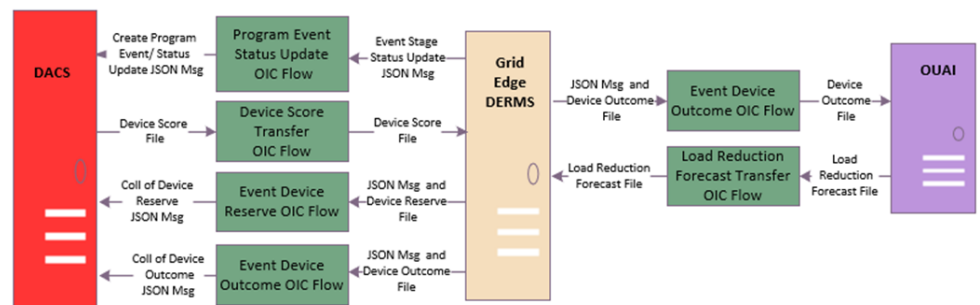 DACS
Create Program
Event/ Status
Update JSON Msg
Program Event
Status Update
OIC Flow
Event Stage
Status Update
JSON Msg
Device Score
File
Device Score
Transfer
OIC Flow
Device Score
File
Coll of Device
Reserve
JSON Msg
Event Device
Reserve OIC Flow
JSON Msg and
Device Reserve
File
Coll of Device
Outcome
JSON Msg
Event Device
Outcome OIC Flow
JSON Msg and
Device Outcome
File
Grid
Edge
DERMS
JSON Msg and
Device Outcome
File
Event Device
Outcome OIC Flow
Device
Outcome
File
Load Reduction
Forecast File
Load Reduction
Forecast Transfer
OIC Flow
Load
Reduction
Forecast File
OUAI